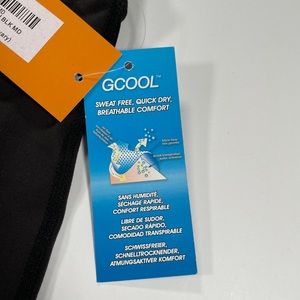 BLK MD
GCOOL™
SWEAT FREE, QUICK DRY,
BREATHABLE COMFORT
SANS HUMIDITÉ,
SÉCHAGE RAPIDE,
CONFORT RESPIRABLE
LIBRE DE SUDOR,
SECADO RÁPIDO,
COMODIDAD TRANSPIRABLE
SCHWEISSFREIER,
SCHNELLTROCKNENDER,
ATMUNGSAKTIVER KOMFORT